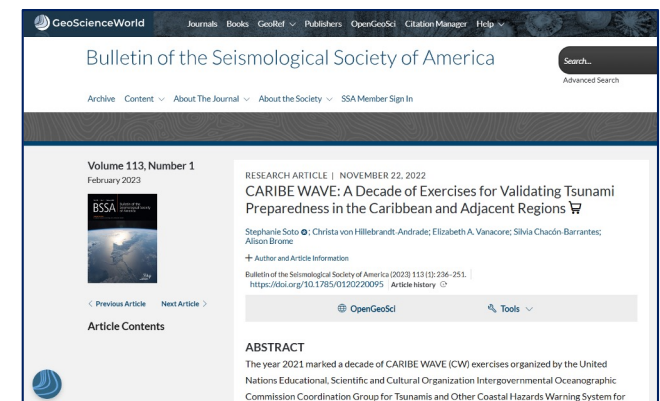 GeoScienceWorld
Journals Books GeoRef Publishers OpenGeoSci Citation Manager Help
Bulletin of the Seismological Society of America
Search...
Advanced Search
Archive Content About The Journal About the Society SSA Member Sign In
Volume 113, Number 1
February 2023
BSSA
Previous Article Next Article
Article Contents
RESEARCH ARTICLE | NOVEMBER 22, 2022
CARIBE WAVE: A Decade of Exercises for Validating Tsunami
Preparedness in the Caribbean and Adjacent Regions
Stephanie Soto; Christa von Hillebrandt-Andrade; Elizabeth A. Vanacore; Silvia Chacón-Barrantes;
Alison Brome
+ Author and Article Information
Bulletin of the Seismological Society of America (2023) 113 (1): 236–251.
https://doi.org/10.1785/0120220095 Article history
OpenGeoSci Tools
ABSTRACT
The year 2021 marked a decade of CARIBE WAVE (CW) exercises organized by the United
Nations Educational, Scientific and Cultural Organization Intergovernmental Oceanographic
Commission Coordination Group for Tsunamis and Other Coastal Hazards Warning System for